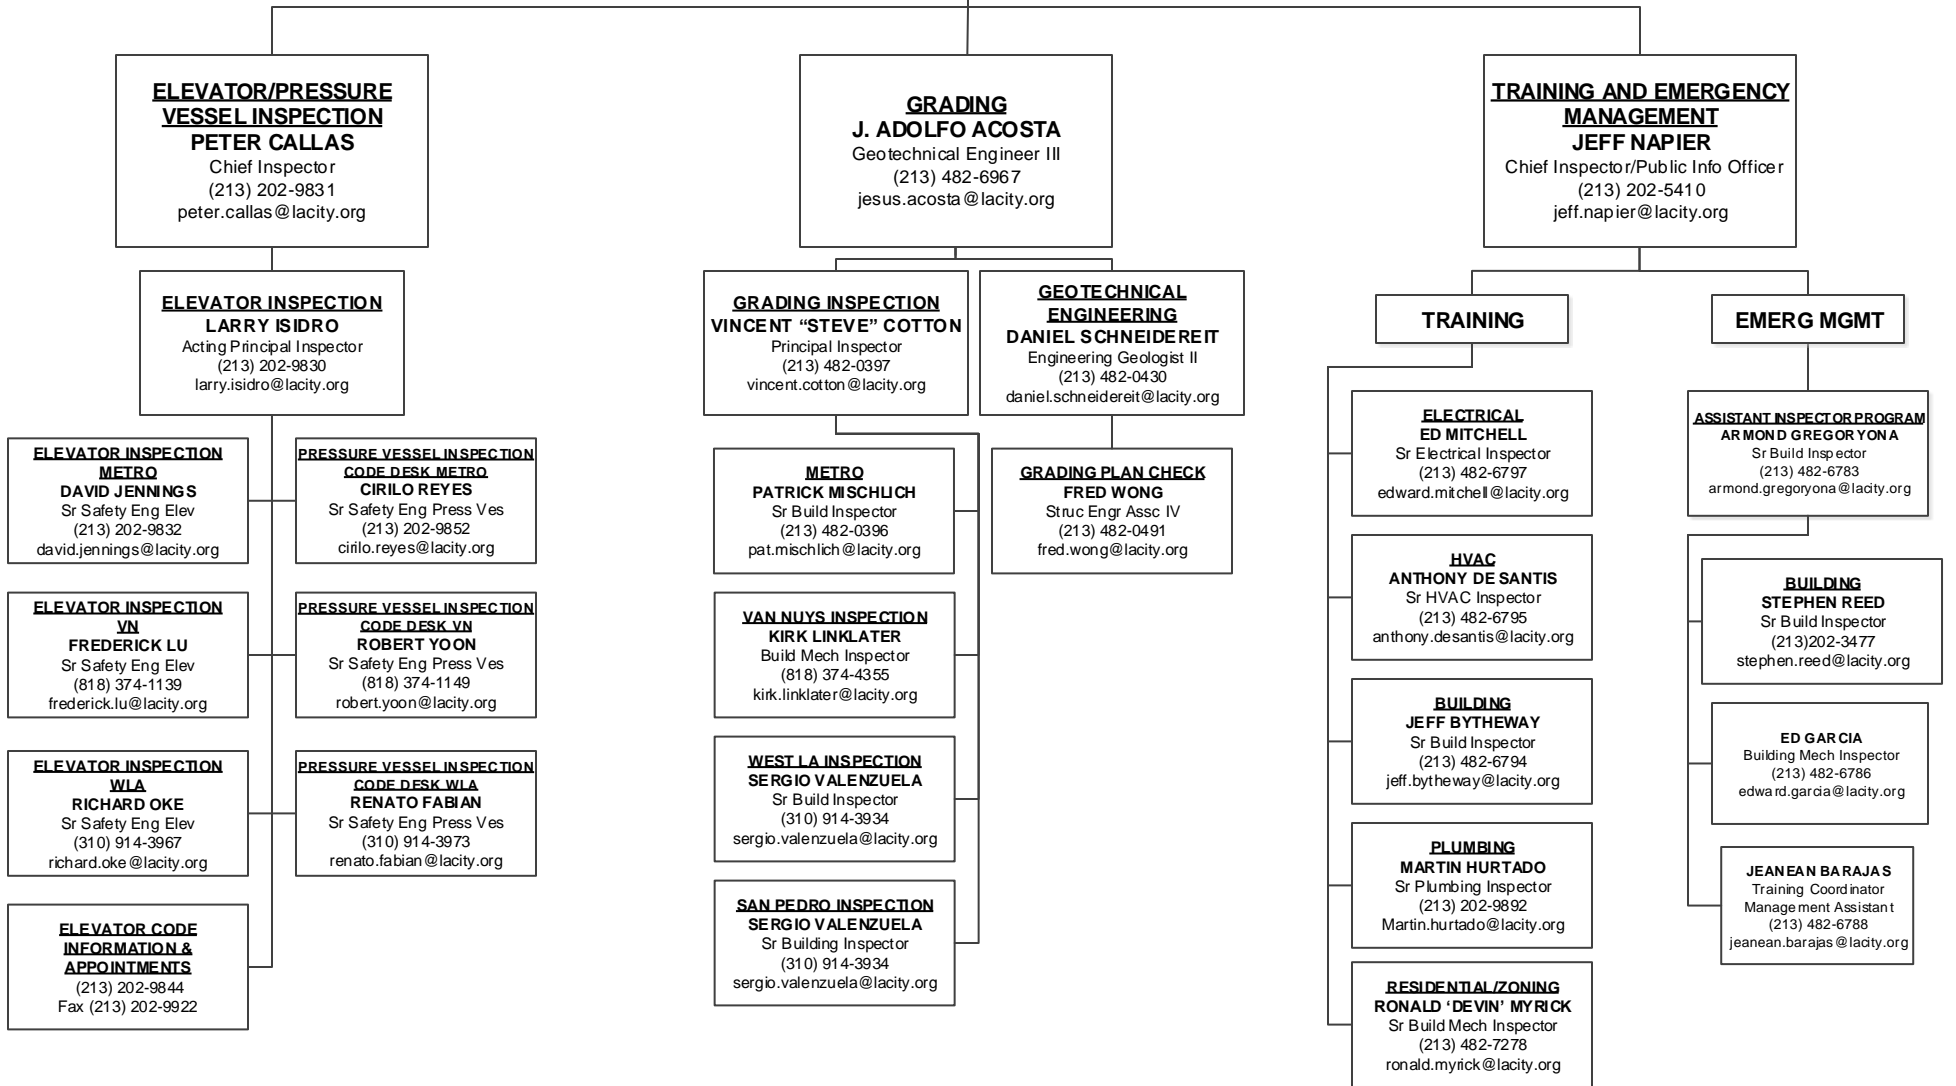 ELEVATOR/PRESSURE
VESSEL INSPECTION
PETER CALLAS
Chief Inspector
(213) 202-9831
peter.callas@lacity.org
ELEVATOR INSPECTION
LARRY ISIDRO
Acting Principal Inspector
(213) 202-9830
larry.isidro@lacity.org
ELEVATOR INSPECTION
METRO
DAVID JENNINGS
Sr Safety Eng Elev
(213) 202-9832
david.jennings@lacity.org
PRESSURE VESSEL INSPECTION
CODE DESK METRO
CIRILO REYES
Sr Safety Eng Press Ves
(213) 202-9852
cirilo.reyes@lacity.org
ELEVATOR INSPECTION
VN
FREDERICK LU
Sr Safety Eng Elev
(818) 374-1139
frederick.lu@lacity.org
PRESSURE VESSEL INSPECTION
CODE DESK VN
ROBERT YOON
Sr Safety Eng Press Ves
(818) 374-1149
robert.yoon@lacity.org
ELEVATOR INSPECTION
WLA
RICHARD OKE
Sr Safety Eng Elev
(310) 914-3967
richard.oke@lacity.org
PRESSURE VESSEL INSPECTION
CODE DESK WLA
RENATO FABIAN
Sr Safety Eng Press Ves
(310) 914-3973
renato.fabian@lacity.org
ELEVATOR CODE
INFORMATION &
APPOINTMENTS
(213) 202-9844
Fax (213) 202-9922
GRADING
J. ADOLFO ACOSTA
Geotechnical Engineer III
(213) 482-6967
jesus.acosta@lacity.org
GRADING INSPECTION
VINCENT “STEVE” COTTON
Principal Inspector
(213) 482-0397
vincent.cotton@lacity.org
GEOTECHNICAL
ENGINEERING
DANIEL SCHNEIDEREIT
Engineering Geologist II
(213) 482-0430
daniel.schneidereit@lacity.org
METRO
PATRICK MISCHLICH
Sr Build Inspector
(213) 482-0396
pat.mischlich@lacity.org
GRADING PLAN CHECK
FRED WONG
Struc Engr Assc IV
(213) 482-0491
fred.wong@lacity.org
VAN NUYS INSPECTION
KIRK LINKLATER
Build Mech Inspector
(818) 374-4355
kirk.linklater@lacity.org
WEST LA INSPECTION
SERGIO VALENZUELA
Sr Build Inspector
(310) 914-3934
sergio.valenzuela@lacity.org
SAN PEDRO INSPECTION
SERGIO VALENZUELA
Sr Building Inspector
(310) 914-3934
sergio.valenzuela@lacity.org
TRAINING AND EMERGENCY
MANAGEMENT
JEFF NAPIER
Chief Inspector/Public Info Officer
(213) 202-5410
jeff.napier@lacity.org
TRAINING
ELECTRICAL
ED MITCHELL
Sr Electrical Inspector
(213) 482-6797
edward.mitchell@lacity.org
HVAC
ANTHONY DE SANTIS
Sr HVAC Inspector
(213) 482-6795
anthony.desantis@lacity.org
BUILDING
JEFF BYTHEWAY
Sr Build Inspector
(213) 482-6794
jeff.bytheway@lacity.org
PLUMBING
MARTIN HURTADO
Sr Plumbing Inspector
(213) 202-9892
Martin.hurtado@lacity.org
RESIDENTIAL/ZONING
RONALD ‘DEVIN’ MYRICK
Sr Build Mech Inspector
(213) 482-7278
ronald.myrick@lacity.org
EMERG MGMT
ASSISTANT INSPECTOR PROGRAM
ARMOND GREGORYONA
Sr Build Inspector
(213) 482-6783
armond.gregoryona@lacity.org
BUILDING
STEPHEN REED
Sr Build Inspector
(213)202-3477
stephen.reed@lacity.org
ED GARCIA
Building Mech Inspector
(213) 482-6786
edward.garcia@lacity.org
JEANEAN BARAJAS
Training Coordinator
Management Assistant
(213) 482-6788
jeanean.barajas@lacity.org